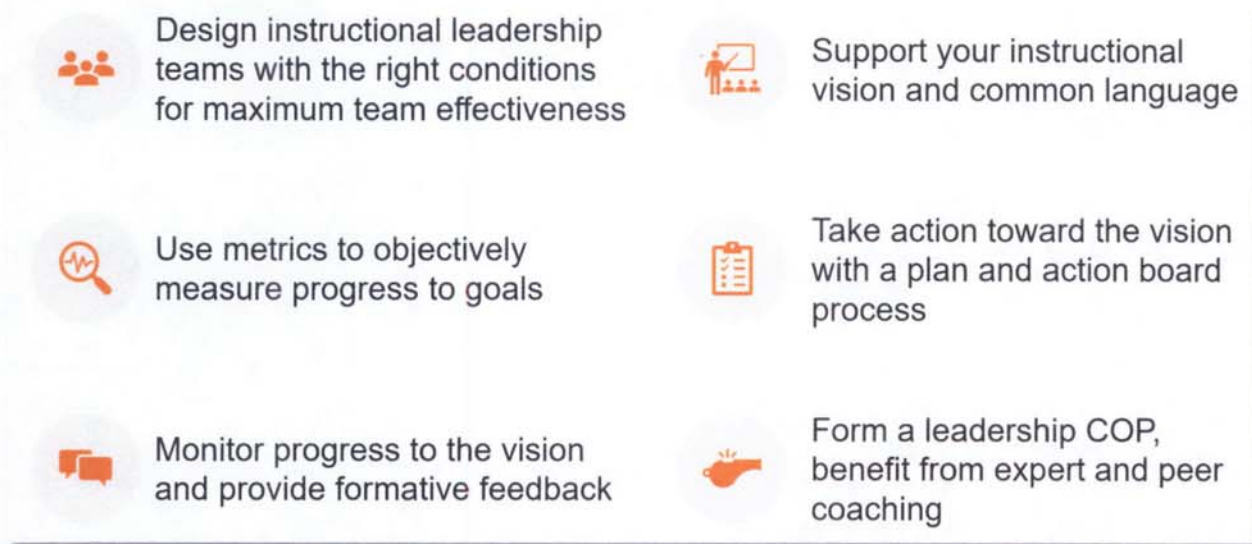 Design instructional leadership
teams with the right conditions
for maximum team effectiveness
Support your instructional
vision and common language
Use metrics to objectively
measure progress to goals
Take action toward the vision
with a plan and action board
process
Monitor progress to the vision
and provide formative feedback
Form a leadership COP,
benefit from expert and peer
coaching